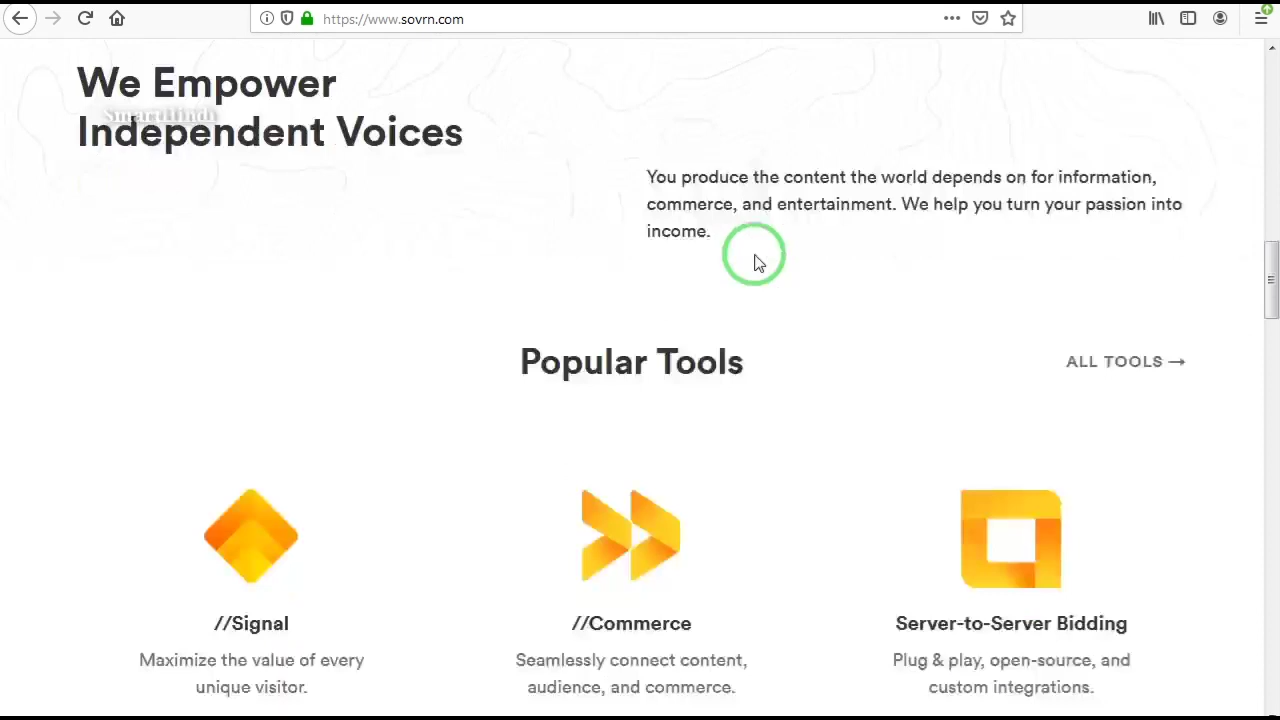 https://www.sovrn.com
We Empower
Independent Voices
SmartHindi
You produce the content the world depends on for information,
commerce, and entertainment. We help you turn your passion into
income.
Popular Tools
ALL TOOLS →
//Signal
Maximize the value of every
unique visitor.
//Commerce
Seamlessly connect content,
audience, and commerce.
Server-to-Server Bidding
Plug & play, open-source, and
custom integrations.